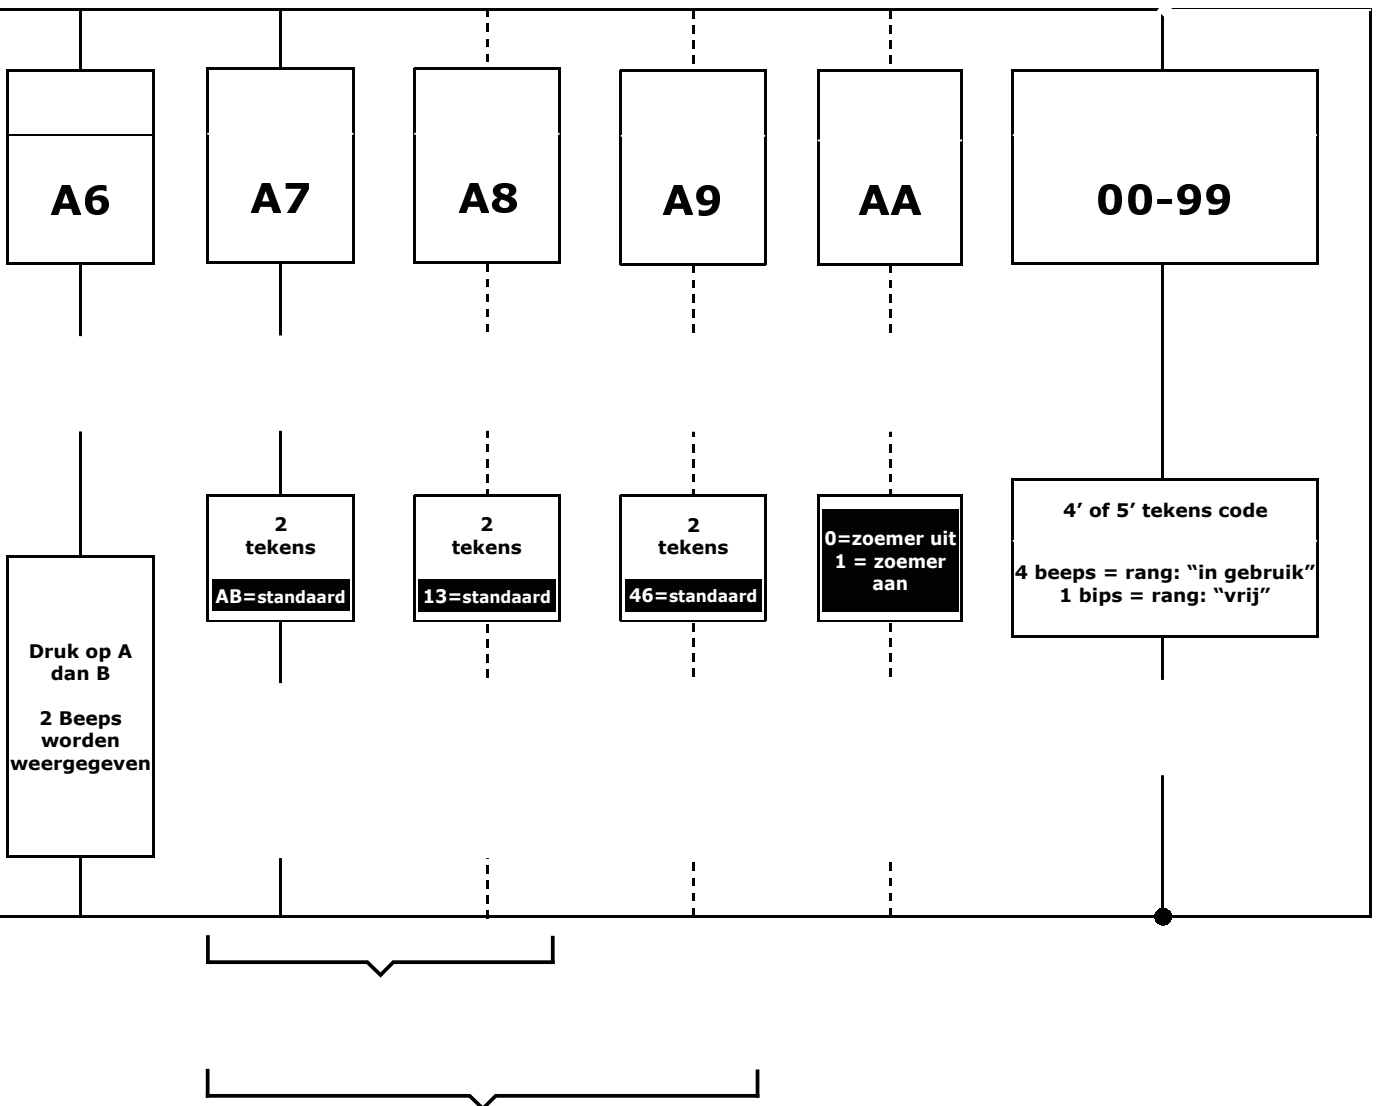 A6
A7
A8
A9
AA
00-99
2
tekens
AB=standaard
2
tekens
13=standaard
2
tekens
46=standaard
0=zoemer uit
1 = zoemer
aan
4’ of 5’ tekens code
4 beeps = rang: “in gebruik”
1 bips = rang: “vrij”
Druk op A
dan B
2 Beeps
worden
weergegeven